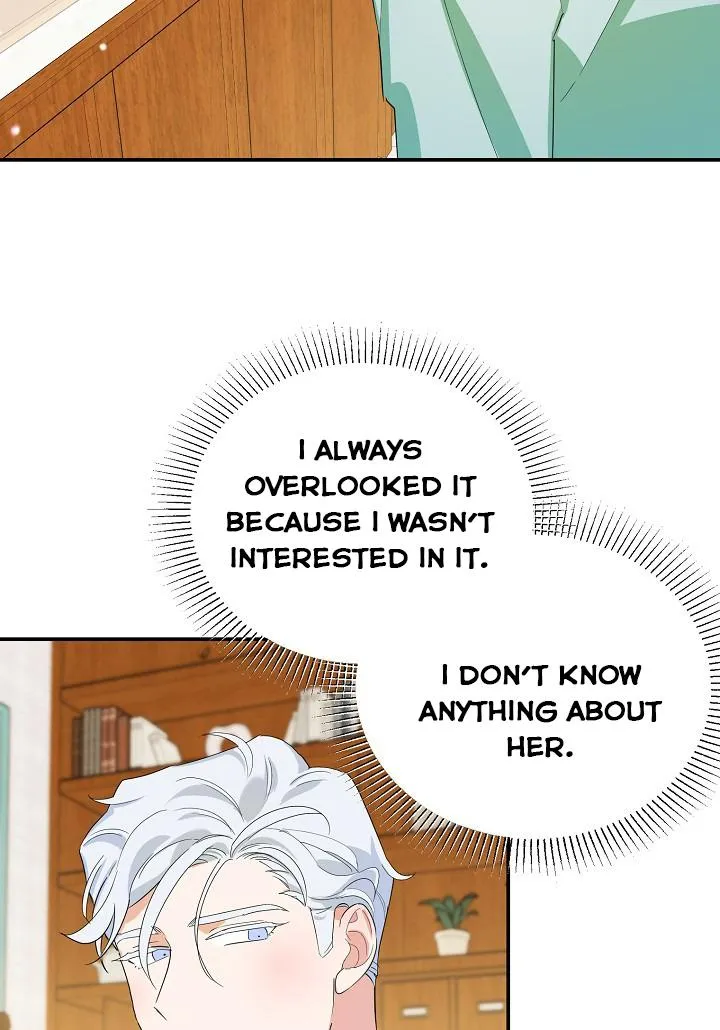 I ALWAYS
OVERLOOKED IT
BECAUSE I WASN'T
INTERESTED IN IT.
I DON'T KNOW
ANYTHING ABOUT
HER.